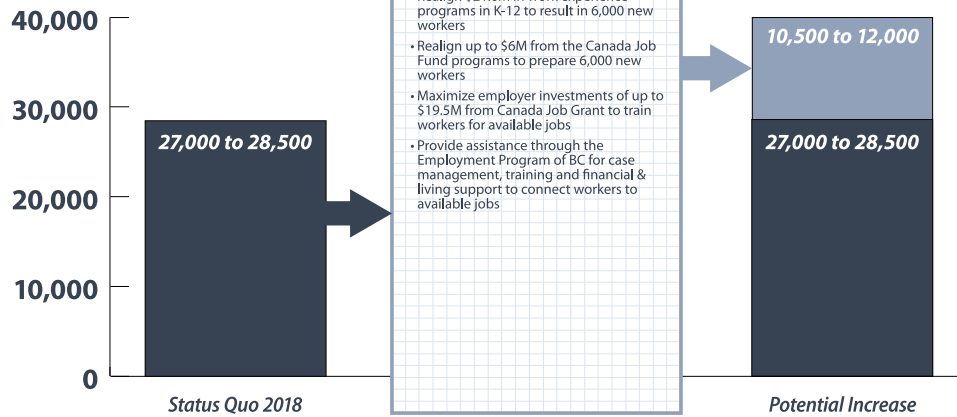 40,000
30,000
20,000
10,000
0
27,000 to 28,500
Status Quo 2018
programs in K-12 to result in 6,000 new
workers
• Realign up to $6M from the Canada Job
Fund programs to prepare 6,000 new
workers
• Maximize employer investments of up to
$19.5M from Canada Job Grant to train
workers for available jobs
• Provide assistance through the
Employment Program of BC for case
management, training and financial &
living support to connect workers to
available jobs
10,500 to 12,000
27,000 to 28,500
Potential Increase